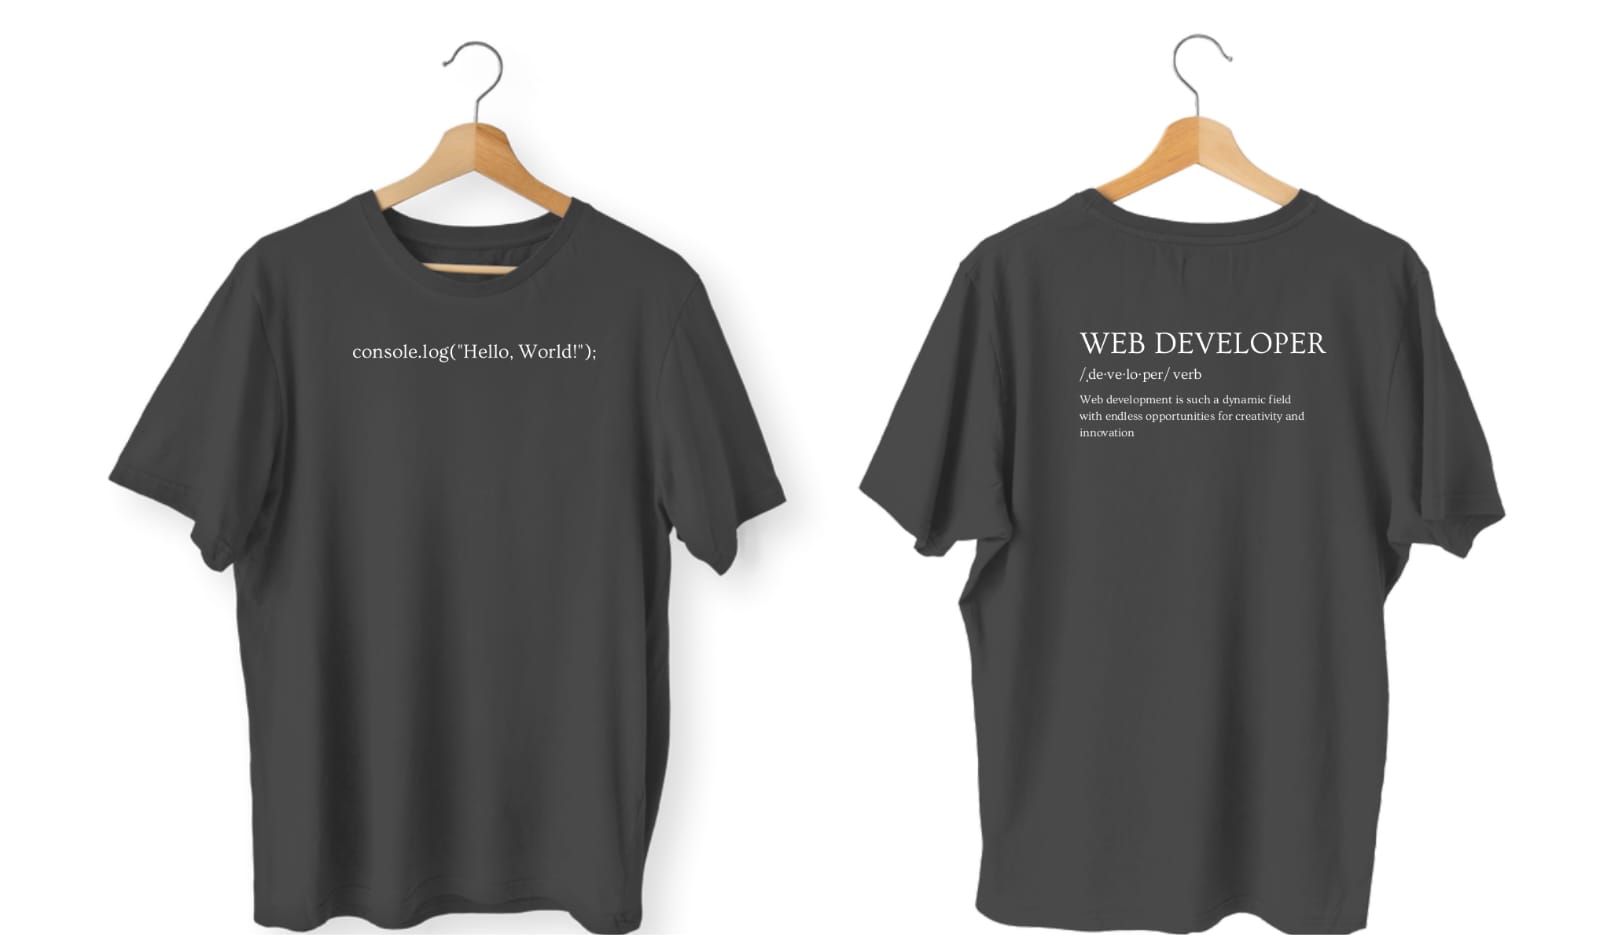 console.log("Hello, World!");
WEB DEVELOPER
/ˌde·ve·lo·per/ verb
Web development is such a dynamic field
with endless opportunities for creativity and
innovation